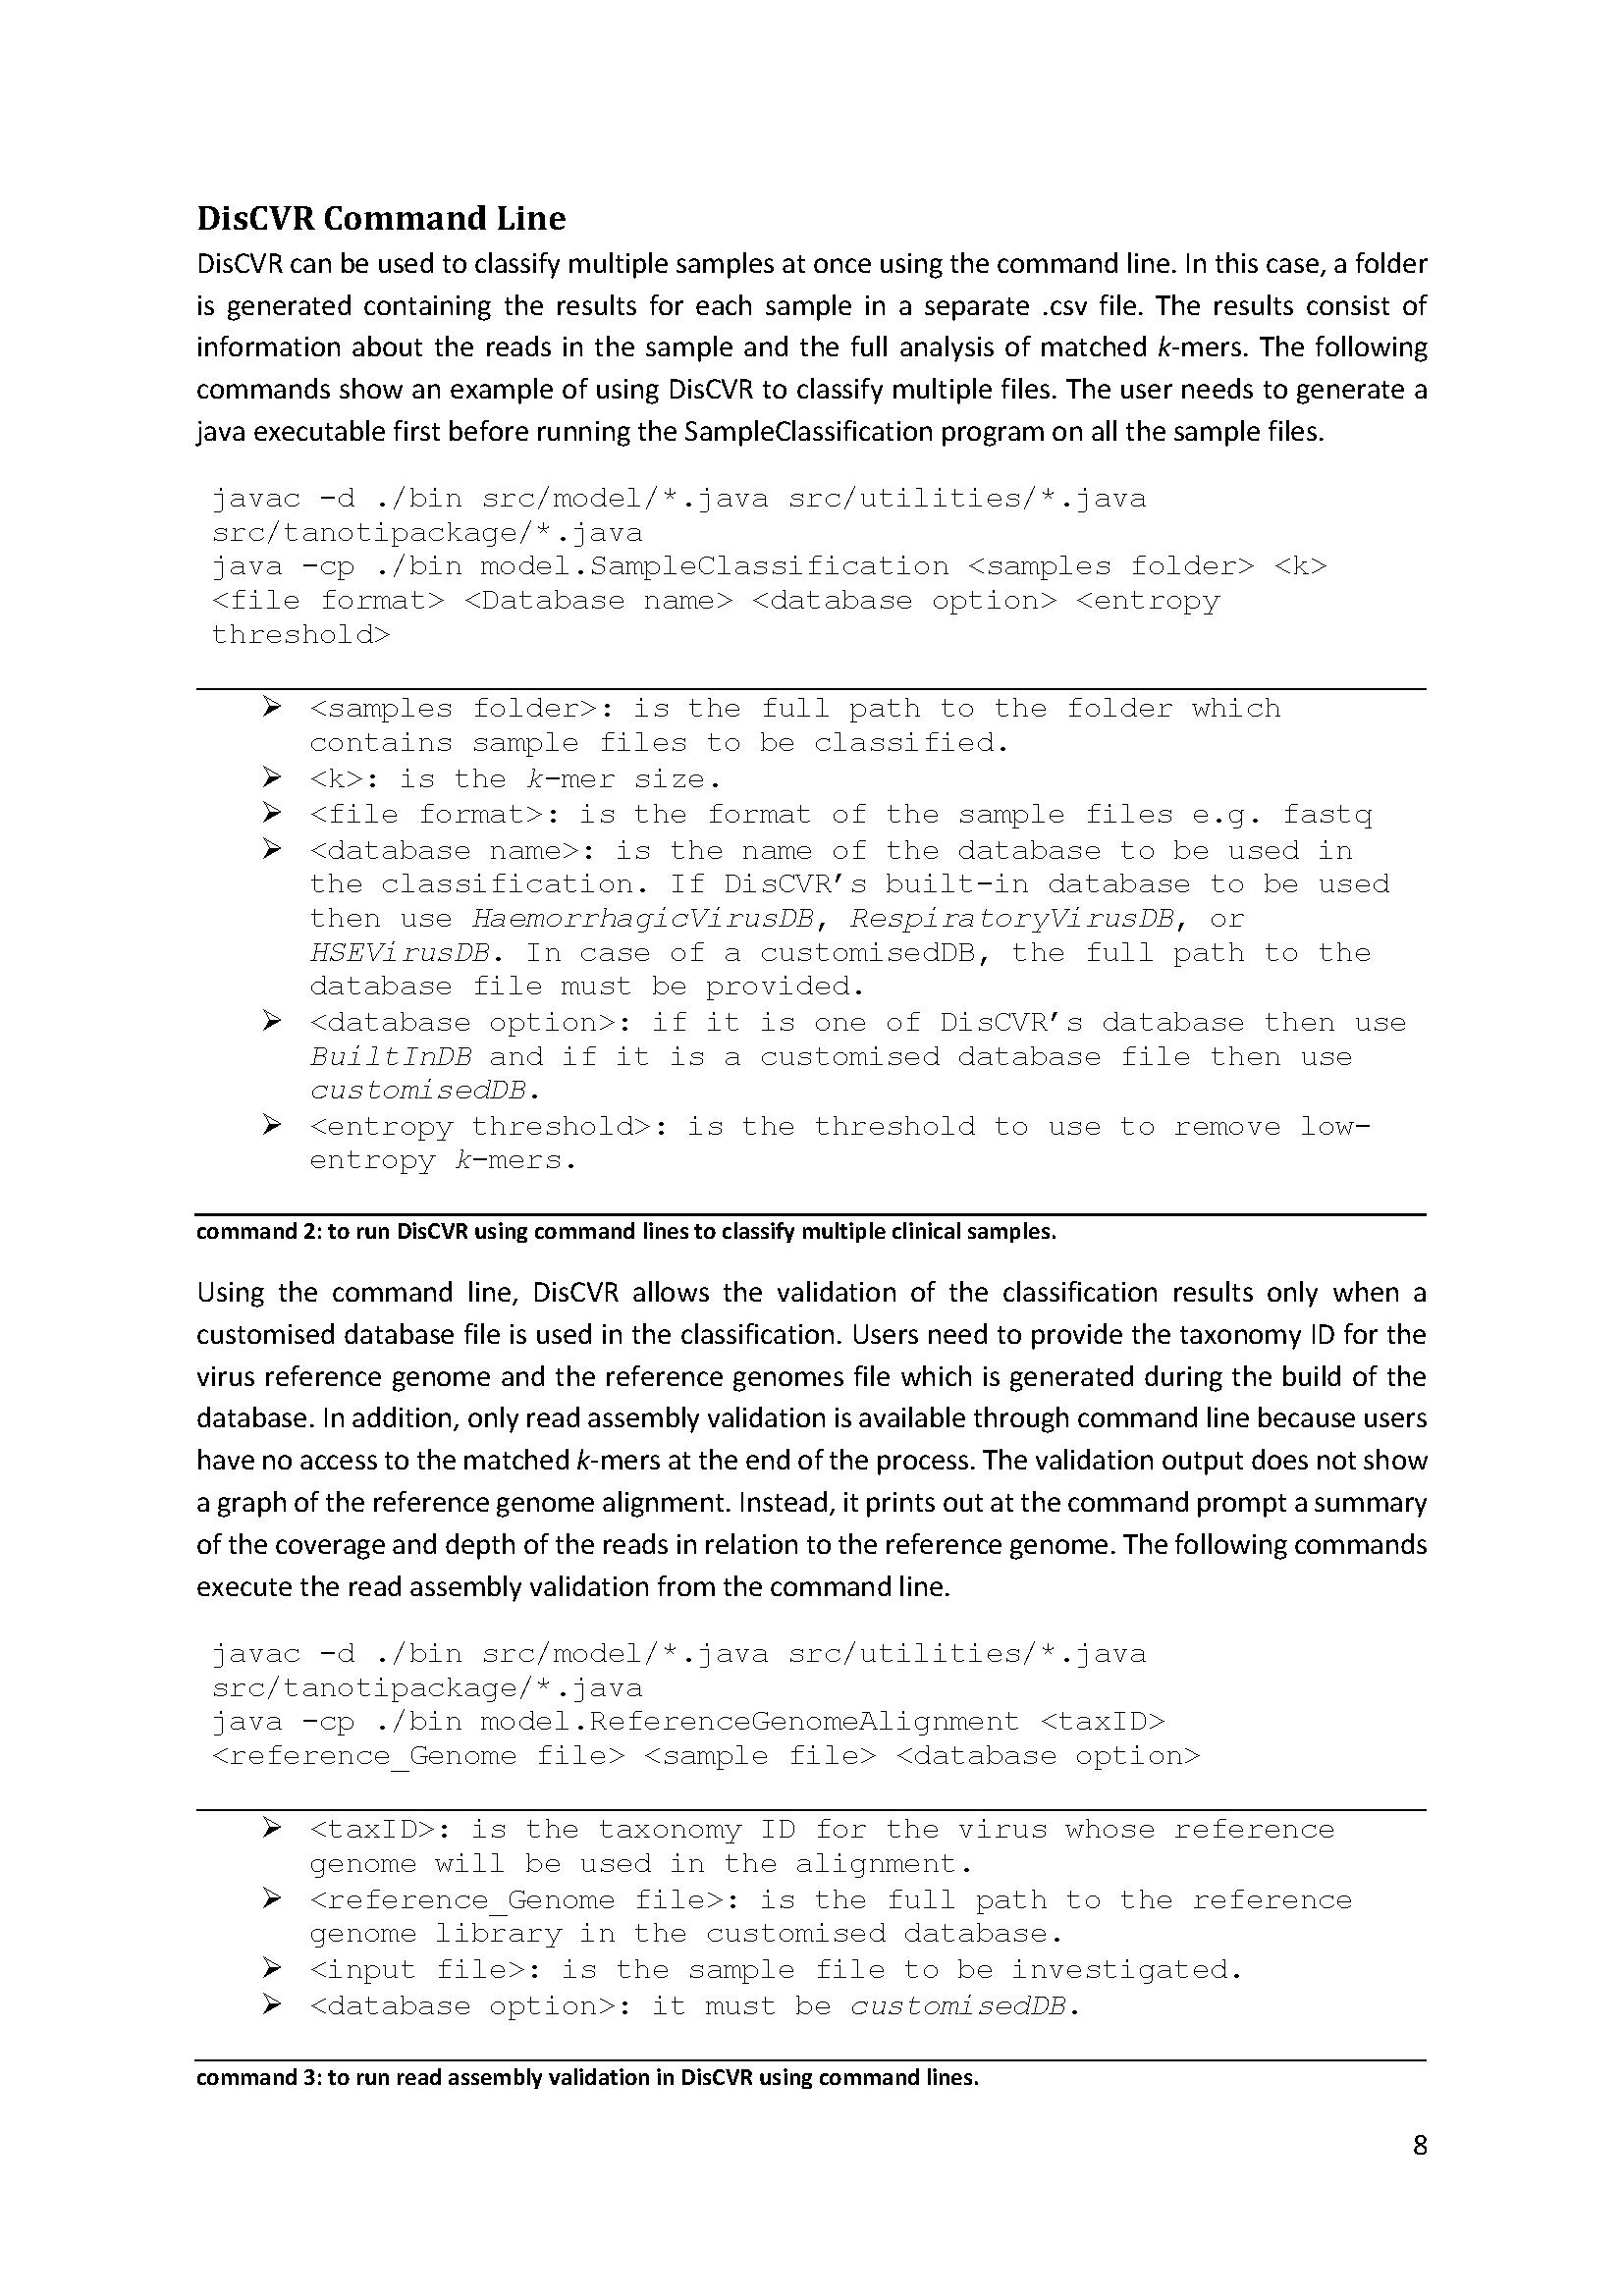 DisCVR Command Line
DisCVR can be used to classify multiple samples at once using the command line. In this case, a folder
is generated containing the results for each sample in a separate .csv file. The results consist of
information about the reads in the sample and the full analysis of matched k-mers. The following
commands show an example of using DisCVR to classify multiple files. The user needs to generate a
java executable first before running the SampleClassification program on all the sample files.
javac -d ./bin src/model/*.java src/utilities/*.java
src/tanotipackage/*.java
java -cp ./bin model.SampleClassification <samples folder> <k>
<file format> <Database name> <database option> <entropy
threshold>
➢ <samples folder>: is the full path to the folder which
contains sample files to be classified.
➢ <k>: is the k-mer size.
➢ <file format>: is the format of the sample files e.g. fastq
➢ <database name>: is the name of the database to be used in
the classification. If DisCVR’s built-in database to be used
then use HaemorrhagicVirusDB, RespiratoryVirusDB, or
HSEVirusDB. In case of a customisedDB, the full path to the
database file must be provided.
➢ <database option>: if it is one of DisCVR’s database then use
BuiltInDB and if it is a customised database file then use
customisedDB.
➢ <entropy threshold>: is the threshold to use to remove low-
entropy k-mers.
command 2: to run DisCVR using command lines to classify multiple clinical samples.
Using the command line, DisCVR allows the validation of the classification results only when a
customised database file is used in the classification. Users need to provide the taxonomy ID for the
virus reference genome and the reference genomes file which is generated during the build of the
database. In addition, only read assembly validation is available through command line because users
have no access to the matched k-mers at the end of the process. The validation output does not show
a graph of the reference genome alignment. Instead, it prints out at the command prompt a summary
of the coverage and depth of the reads in relation to the reference genome. The following commands
execute the read assembly validation from the command line.
javac -d ./bin src/model/*.java src/utilities/*.java
src/tanotipackage/*.java
java -cp ./bin model.ReferenceGenomeAlignment <taxID>
<reference_Genome file> <sample file> <database option>
➢ <taxID>: is the taxonomy ID for the virus whose reference
genome will be used in the alignment.
➢ <reference_Genome file>: is the full path to the reference
genome library in the customised database.
➢ <input file>: is the sample file to be investigated.
➢ <database option>: it must be customisedDB.
command 3: to run read assembly validation in DisCVR using command lines.
8